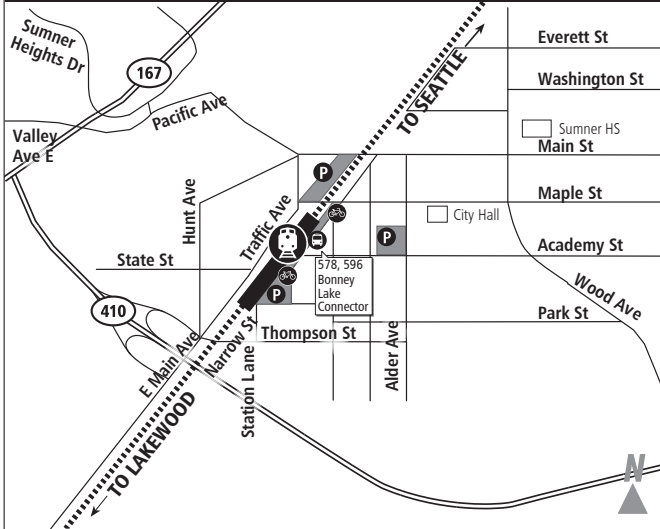 Sumner
Heights Dr
167
Everett St
Washington St
TO SEATTLE
Pacific Ave
Valley
Ave E
Sumner HS
Main St
P
Maple St
Hunt Ave
Traffic Ave
City Hall
P
Academy St
State St
578, 596
Bonney
Lake
Connector
P
Wood Ave
410
Park St
Thompson St
E Main Ave
Narrow St
Station Lane
Alder Ave
TO LAKEWOOD
N